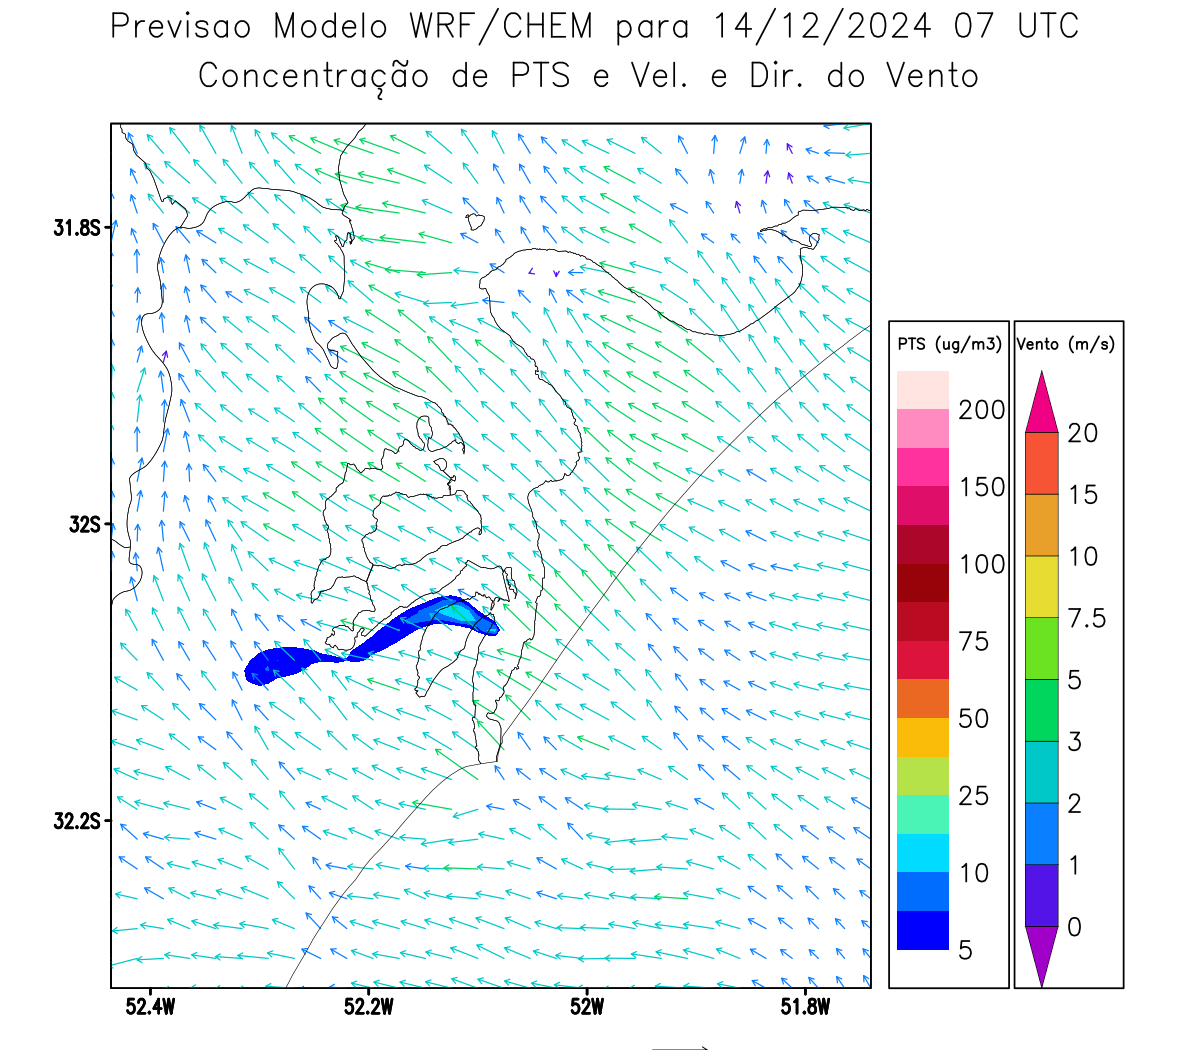 Previsao Modelo WRF/CHEM para 14/12/2024 07 UTC
Concentração de PTS e Vel. e Dir. do Vento
31.8S
32S
32.2S
52.4W 52.2W 52W 51.8W
PTS (ug/m3)
200
150
100
75
50
25
10
5
Vento (m/s)
20
15
10
7.5
5
3
2
1
0